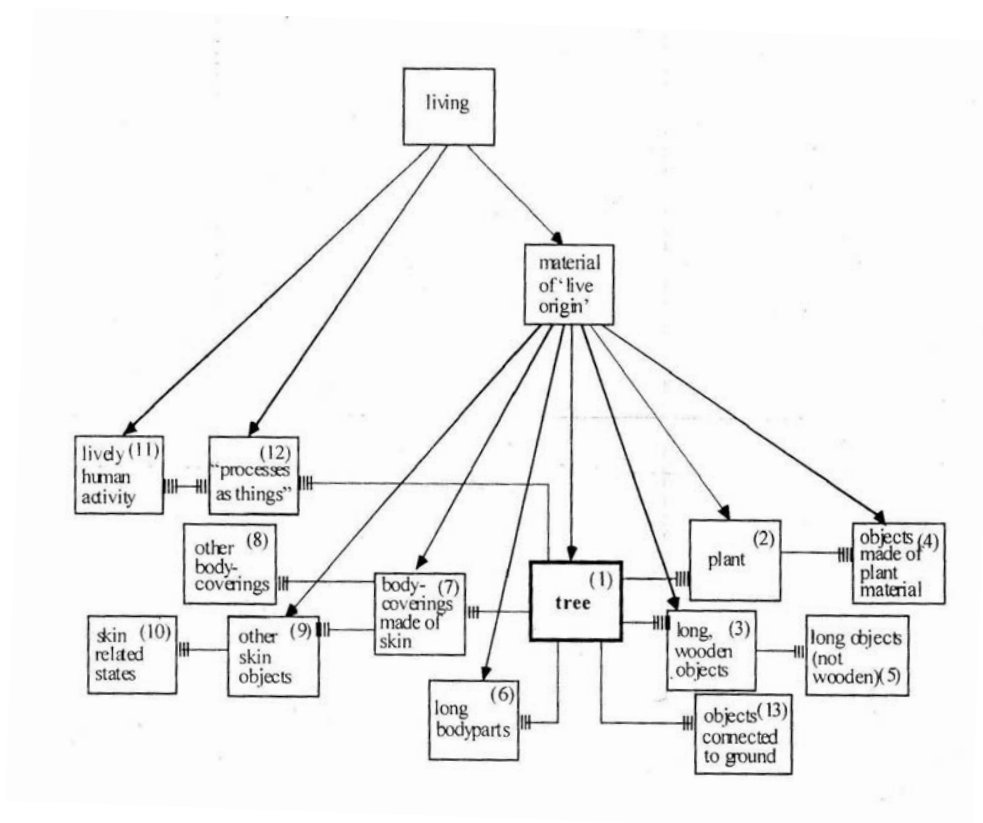 living
material
of ‘live
origin’
lively (11)
human
activity
(12)
“processes
as things”
other (8)
body-
coverings
skin (10)
related
states
other (9)
skin
objects
body- (7)
coverings
made of
skin
(1)
tree
(6)
long
bodyparts
(2)
plant
objects (4)
made of
plant
material
long, (3)
wooden
objects
long objects
(not
wooden)(5)
objects (13)
connected
to ground